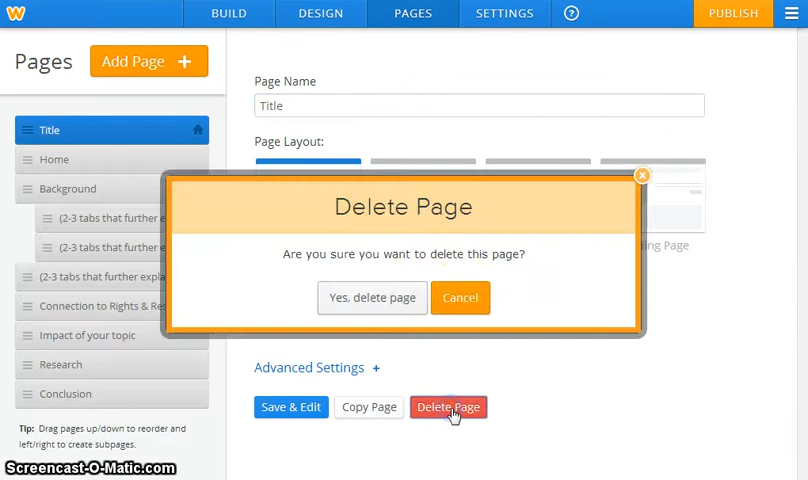 W
BUILD
DESIGN
PAGES
SETTINGS
?
PUBLISH
Pages
Add Page +
Title
Home
Background
(2-3 tabs that further e
(2-3 tabs that further e
(2-3 tabs that further expla
Connection to Rights & Res
Impact of your topic
Research
Conclusion
Tip: Drag pages up/down to reorder and
left/right to create subpages.
Page Name
Title
Page Layout:
ing Page
Delete Page
Are you sure you want to delete this page?
Yes, delete page
Cancel
Advanced Settings +
Save & Edit
Copy Page
Delete Page
Screencast-O-Matic.com